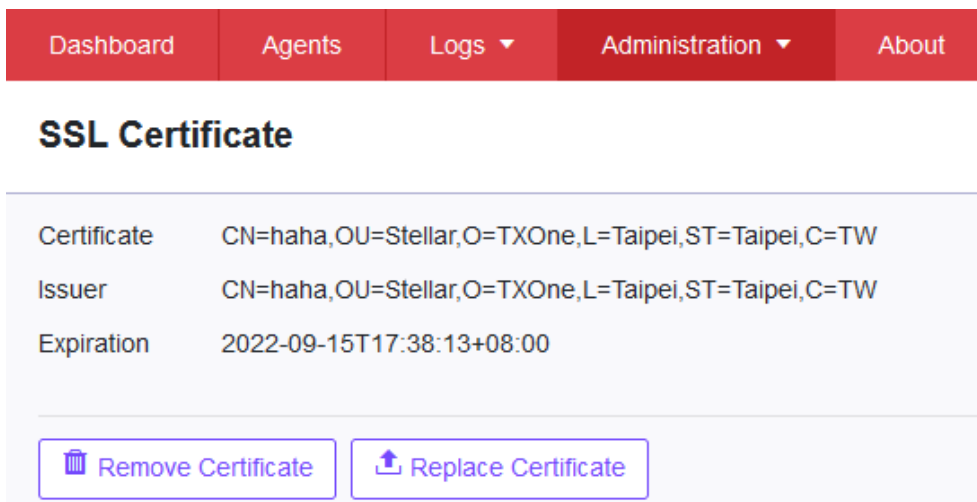 Dashboard Agents Logs Administration About
SSL Certificate
Certificate CN=haha,OU=Stellar,O=TXOne,L=Taipei,ST=Taipei,C=TW
Issuer CN=haha,OU=Stellar,O=TXOne,L=Taipei,ST=Taipei,C=TW
Expiration 2022-09-15T17:38:13+08:00
Remove Certificate Replace Certificate